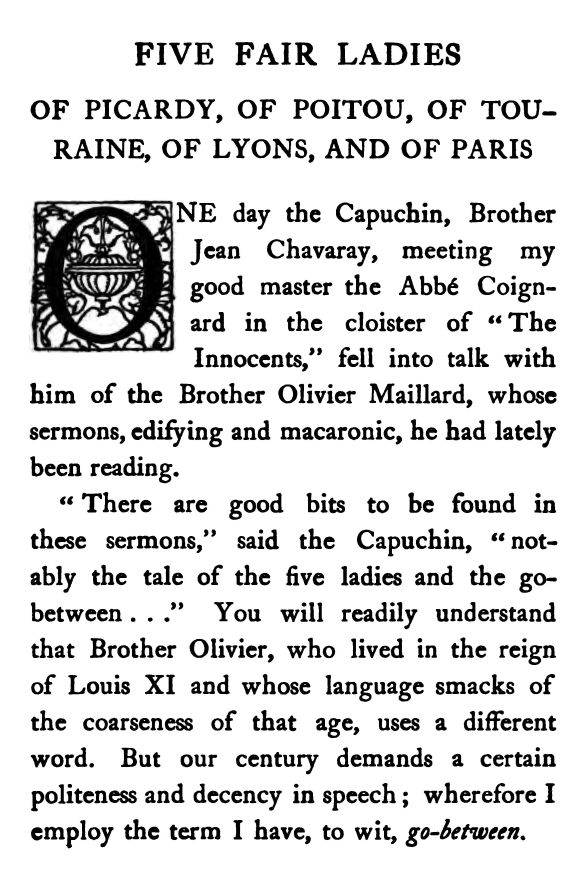 FIVE FAIR LADIES
OF PICARDY, OF POITOU, OF TOU-
RAINE, OF LYONS, AND OF PARIS
ONE day the Capuchin, Brother
Jean Chavaray, meeting my
good master the Abbé Coign-
ard in the cloister of “The
Innocents,” fell into talk with
him of the Brother Olivier Maillard, whose
sermons, edifying and macaronic, he had lately
been reading.
“There are good bits to be found in
these sermons,” said the Capuchin, “not-
ably the tale of the five ladies and the go-
between . . .” You will readily understand
that Brother Olivier, who lived in the reign
of Louis XI and whose language smacks of
the coarseness of that age, uses a different
word. But our century demands a certain
politeness and decency in speech; wherefore I
employ the term I have, to wit, go-between.